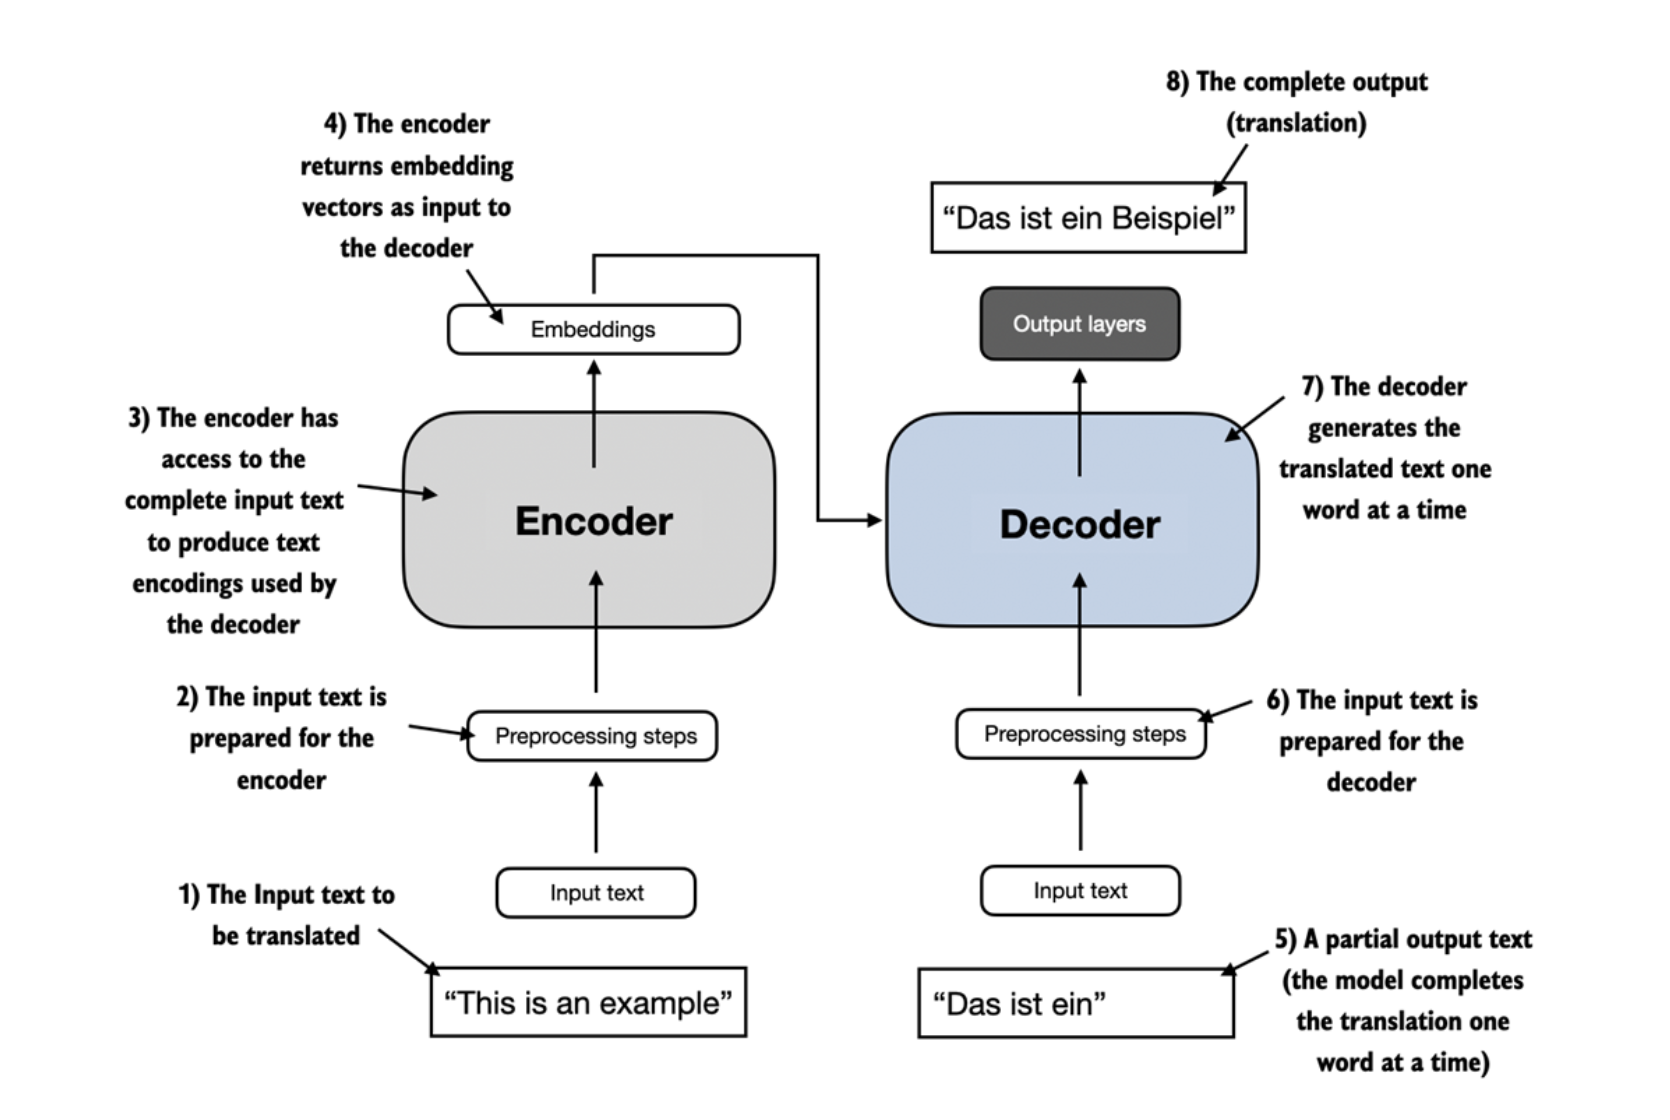 8) The complete output
(translation)
4) The encoder
returns embedding
vectors as input to
the decoder
“Das ist ein Beispiel”
Embeddings
Output layers
3) The encoder has
access to the
complete input text
to produce text
encodings used by
the decoder
Encoder
Decoder
7) The decoder
generates the
translated text one
word at a time
2) The input text is
prepared for the
encoder
Preprocessing steps
Preprocessing steps
6) The input text is
prepared for the
decoder
1) The Input text to
be translated
Input text
Input text
“This is an example”
“Das ist ein”
5) A partial output text
(the model completes
the translation one
word at a time)